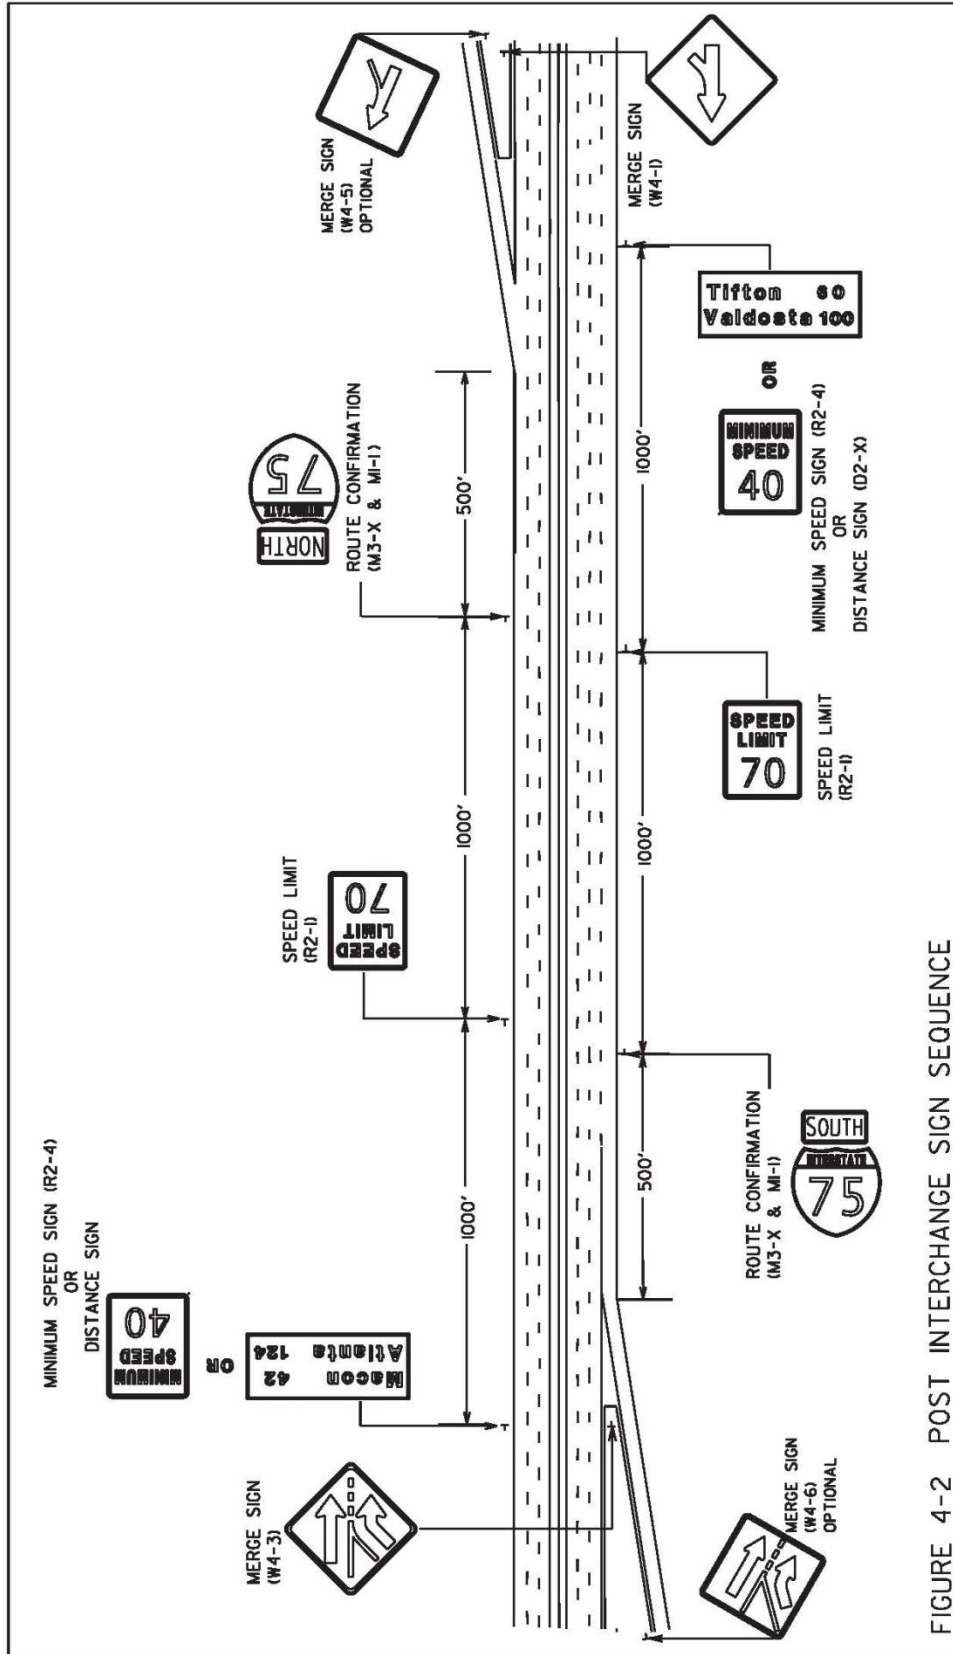 MINIMUM SPEED SIGN (R2-4)
OR
DISTANCE SIGN
MINIMUM
SPEED
40
OR
Macon 42
Atlanta 124
MERGE SIGN
(W4-3)
SPEED LIMIT
(R2-1)
SPEED
LIMIT
70
NORTH
INTERSTATE
75
ROUTE CONFIRMATION
(M3-X & M1-1)
MERGE SIGN
(W4-5)
OPTIONAL
1000'
1000'
500'
500'
1000'
1000'
MERGE SIGN
(W4-6)
OPTIONAL
ROUTE CONFIRMATION
(M3-X & M1-1)
SOUTH
INTERSTATE
75
SPEED
LIMIT
70
SPEED LIMIT
(R2-1)
MERGE SIGN
(W4-1)
Tifton 60
Valdosta 100
OR
MINIMUM
SPEED
40
MINIMUM SPEED SIGN (R2-4)
OR
DISTANCE SIGN (D2-X)
FIGURE 4-2 POST INTERCHANGE SIGN SEQUENCE